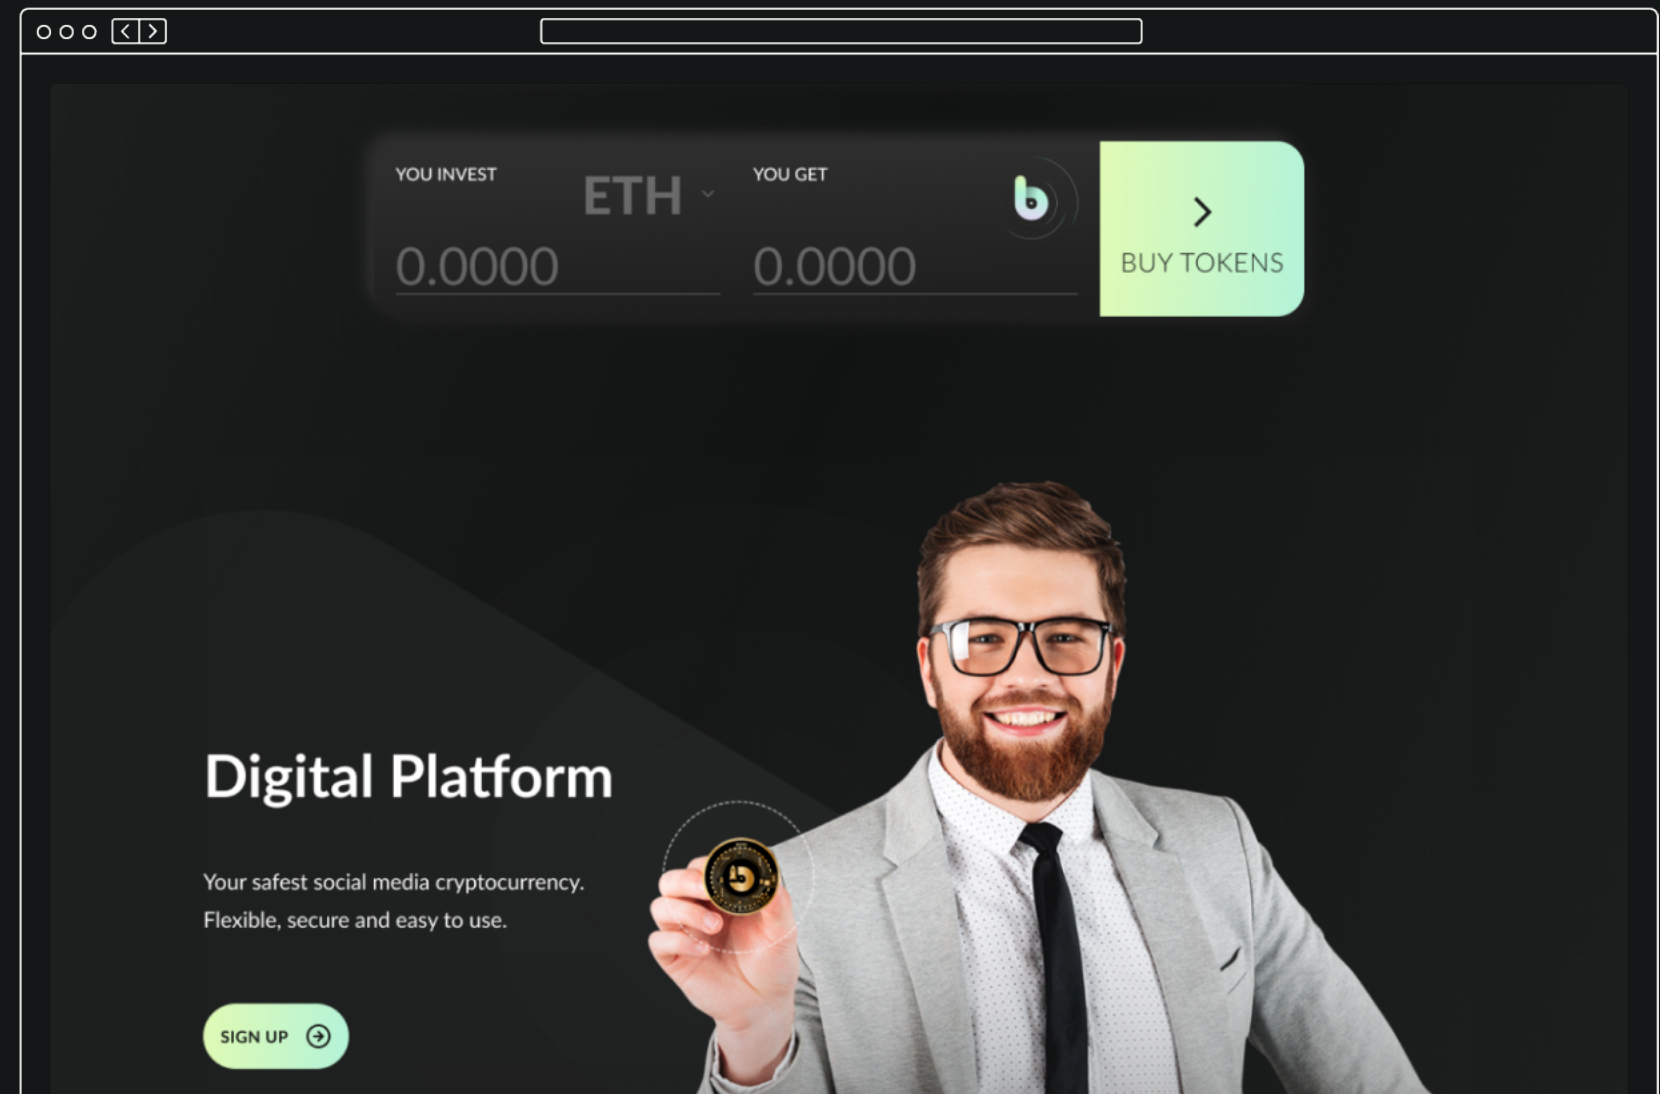 YOU INVEST
ETH
0.0000
YOU GET
b
0.0000
BUY TOKENS
Digital Platform
Your safest social media cryptocurrency.
Flexible, secure and easy to use.
b
SIGN UP